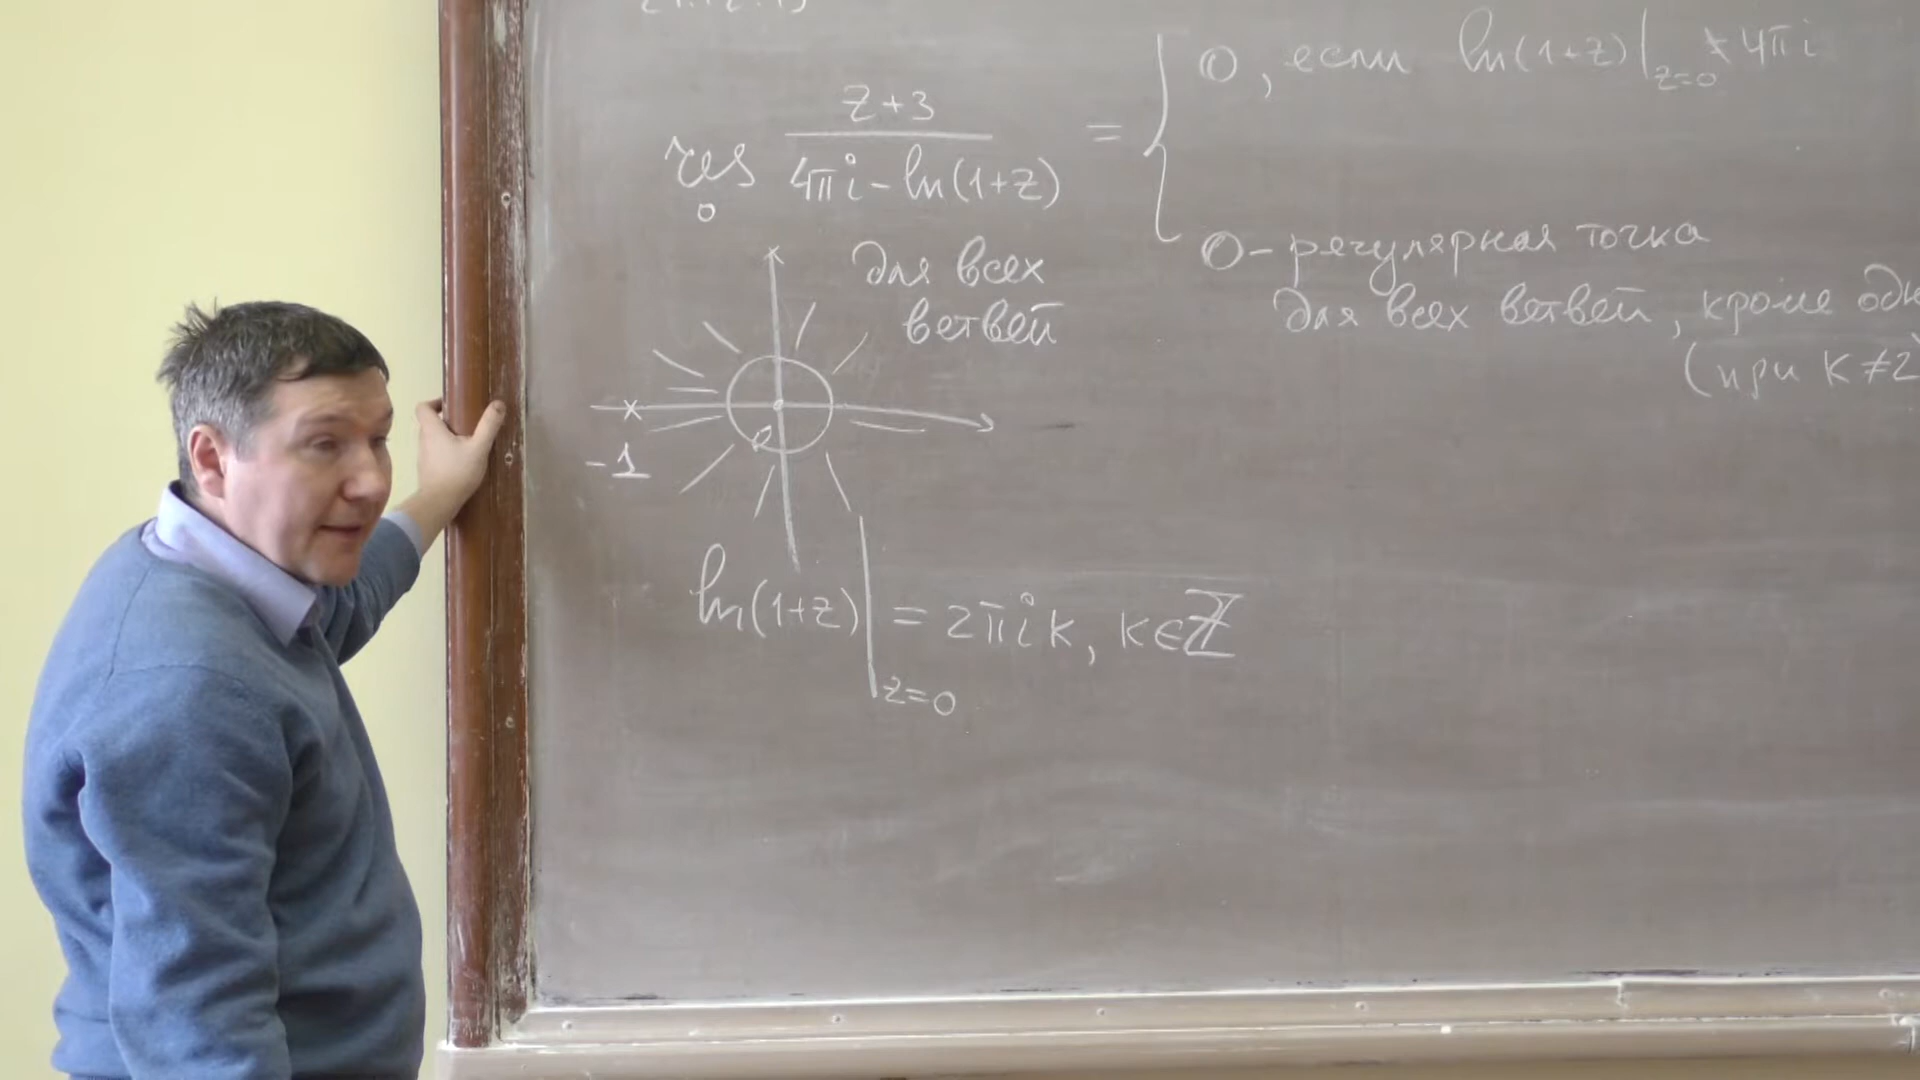 z+3
res 4πi-ln(1+z) =
0
0, если ln(1+z)|z=0 ≠ 4πi
для всех
ветвей
0 - регулярная точка
для всех ветвей, кроме
(при k≠2
-1
ln(1+z)|z=0 = 2πik, k∈ℤ